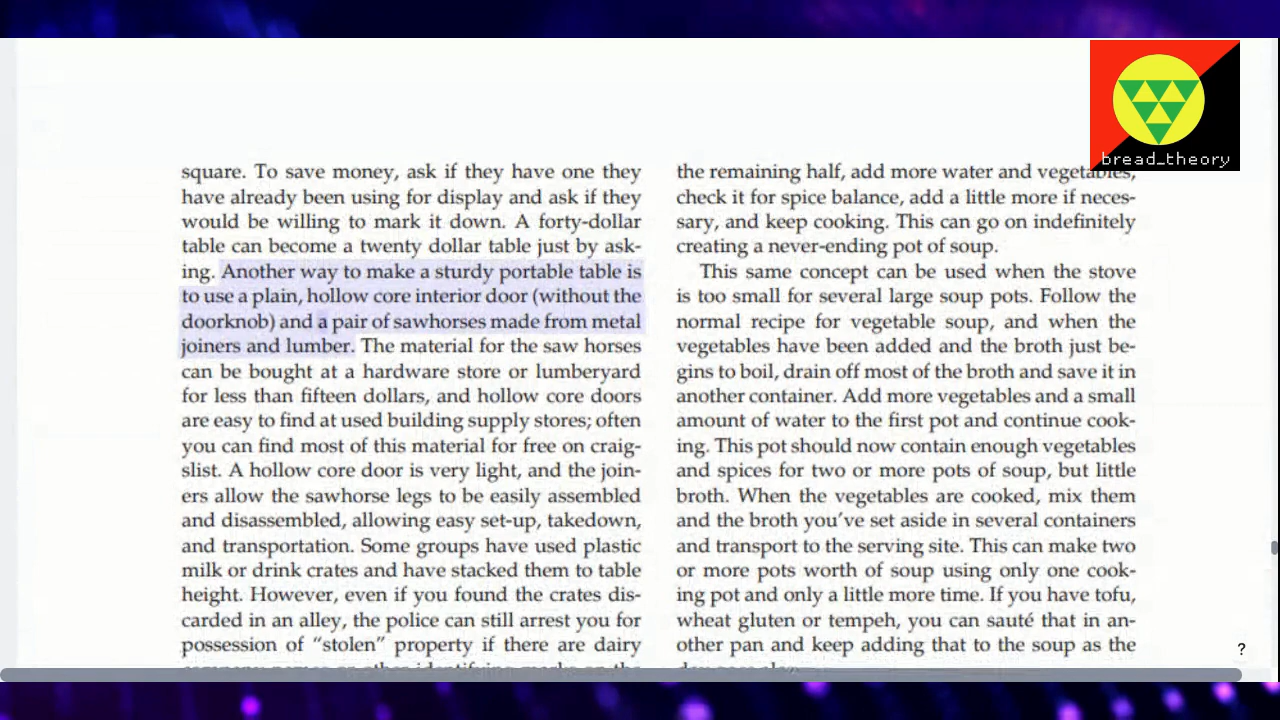 bread_theory
square. To save money, ask if they have one they
have already been using for display and ask if they
would be willing to mark it down. A forty-dollar
table can become a twenty dollar table just by ask-
ing. Another way to make a sturdy portable table is
to use a plain, hollow core interior door (without the
doorknob) and a pair of sawhorses made from metal
joiners and lumber. The material for the saw horses
can be bought at a hardware store or lumberyard
for less than fifteen dollars, and hollow core doors
are easy to find at used building supply stores; often
you can find most of this material for free on craig-
slist. A hollow core door is very light, and the join-
ers allow the sawhorse legs to be easily assembled
and disassembled, allowing easy set-up, takedown,
and transportation. Some groups have used plastic
milk or drink crates and have stacked them to table
height. However, even if you found the crates dis-
carded in an alley, the police can still arrest you for
possession of “stolen” property if there are dairy
the remaining half, add more water and vegetables,
check it for spice balance, add a little more if neces-
sary, and keep cooking. This can go on indefinitely
creating a never-ending pot of soup.
This same concept can be used when the stove
is too small for several large soup pots. Follow the
normal recipe for vegetable soup, and when the
vegetables have been added and the broth just be-
gins to boil, drain off most of the broth and save it in
another container. Add more vegetables and a small
amount of water to the first pot and continue cook-
ing. This pot should now contain enough vegetables
and spices for two or more pots of soup, but little
broth. When the vegetables are cooked, mix them
and the broth you’ve set aside in several containers
and transport to the serving site. This can make two
or more pots worth of soup using only one cook-
ing pot and only a little more time. If you have tofu,
wheat gluten or tempeh, you can sauté that in an-
other pan and keep adding that to the soup as the
?